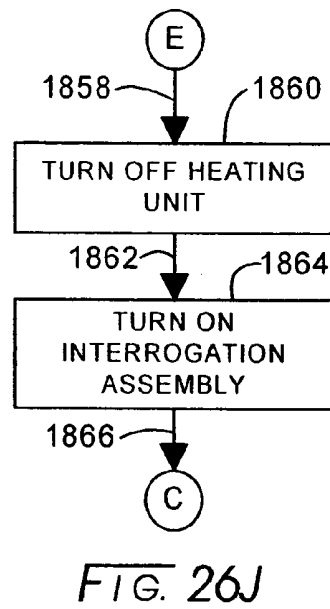 E
1858
1860
TURN OFF HEATING
UNIT
1862
1864
TURN ON
INTERROGATION
ASSEMBLY
1866
C
FIG. 26J